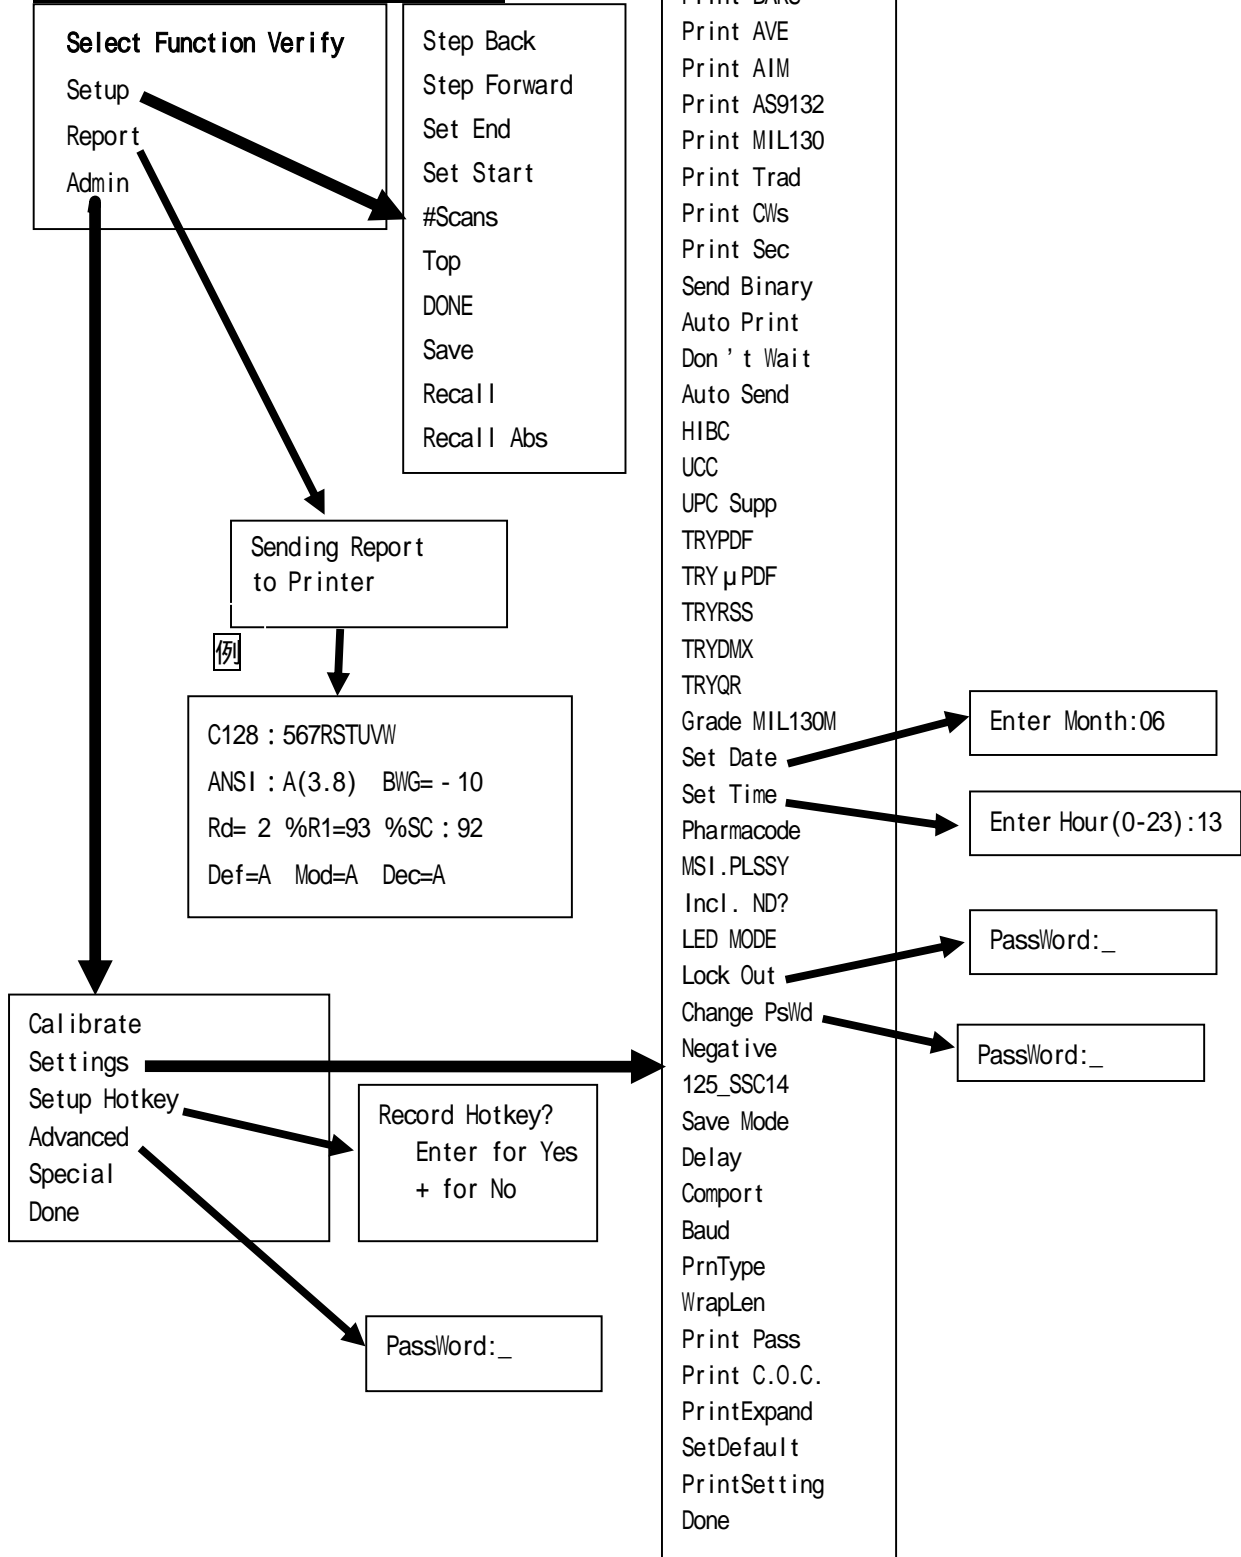 Select Function Verify
Setup
Report
Admin
Step Back
Step Forward
Set End
Set Start
#Scans
Top
DONE
Save
Recall
Recall Abs
Sending Report
to Printer
例
C128：567RSTUVW
ANSI：A(3.8) BWG= - 10
Rd= 2 %R1=93 %SC：92
Def=A Mod=A Dec=A
Calibrate
Settings
Setup Hotkey
Advanced
Special
Done
Record Hotkey?
Enter for Yes
+ for No
PassWord:_
Print BARS
Print AVE
Print AIM
Print AS9132
Print MIL130
Print Trad
Print CWs
Print Sec
Send Binary
Auto Print
Don’t Wait
Auto Send
HIBC
UCC
UPC Supp
TRYPDF
TRYμPDF
TRYRSS
TRYDMX
TRYQR
Grade MIL130M
Set Date
Set Time
Pharmacode
MSI.PLSSY
Incl. ND?
LED MODE
Lock Out
Change PsWd
Negative
125_SSC14
Save Mode
Delay
Comport
Baud
PrnType
WrapLen
Print Pass
Print C.O.C.
PrintExpand
SetDefault
PrintSetting
Done
Enter Month:06
Enter Hour(0-23):13
PassWord:_
PassWord:_